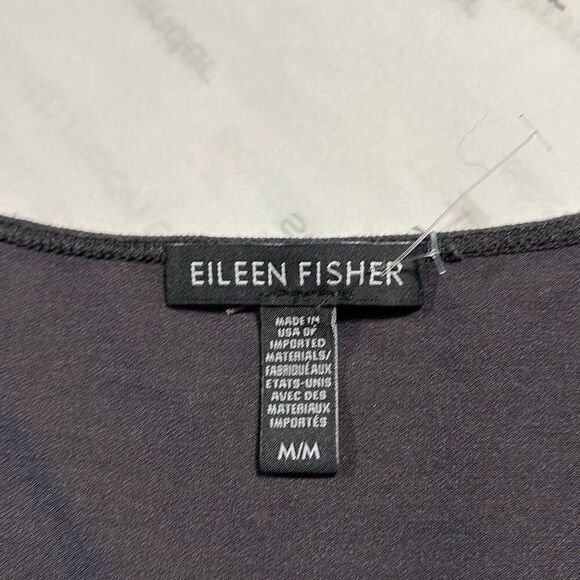 EILEEN FISHER
MADE IN
USA OF
IMPORTED
MATERIALS/
FABRIQUÉ AUX
ETATS-UNIS
AVEC DES
MATERIAUX
IMPORTÉS
M/M